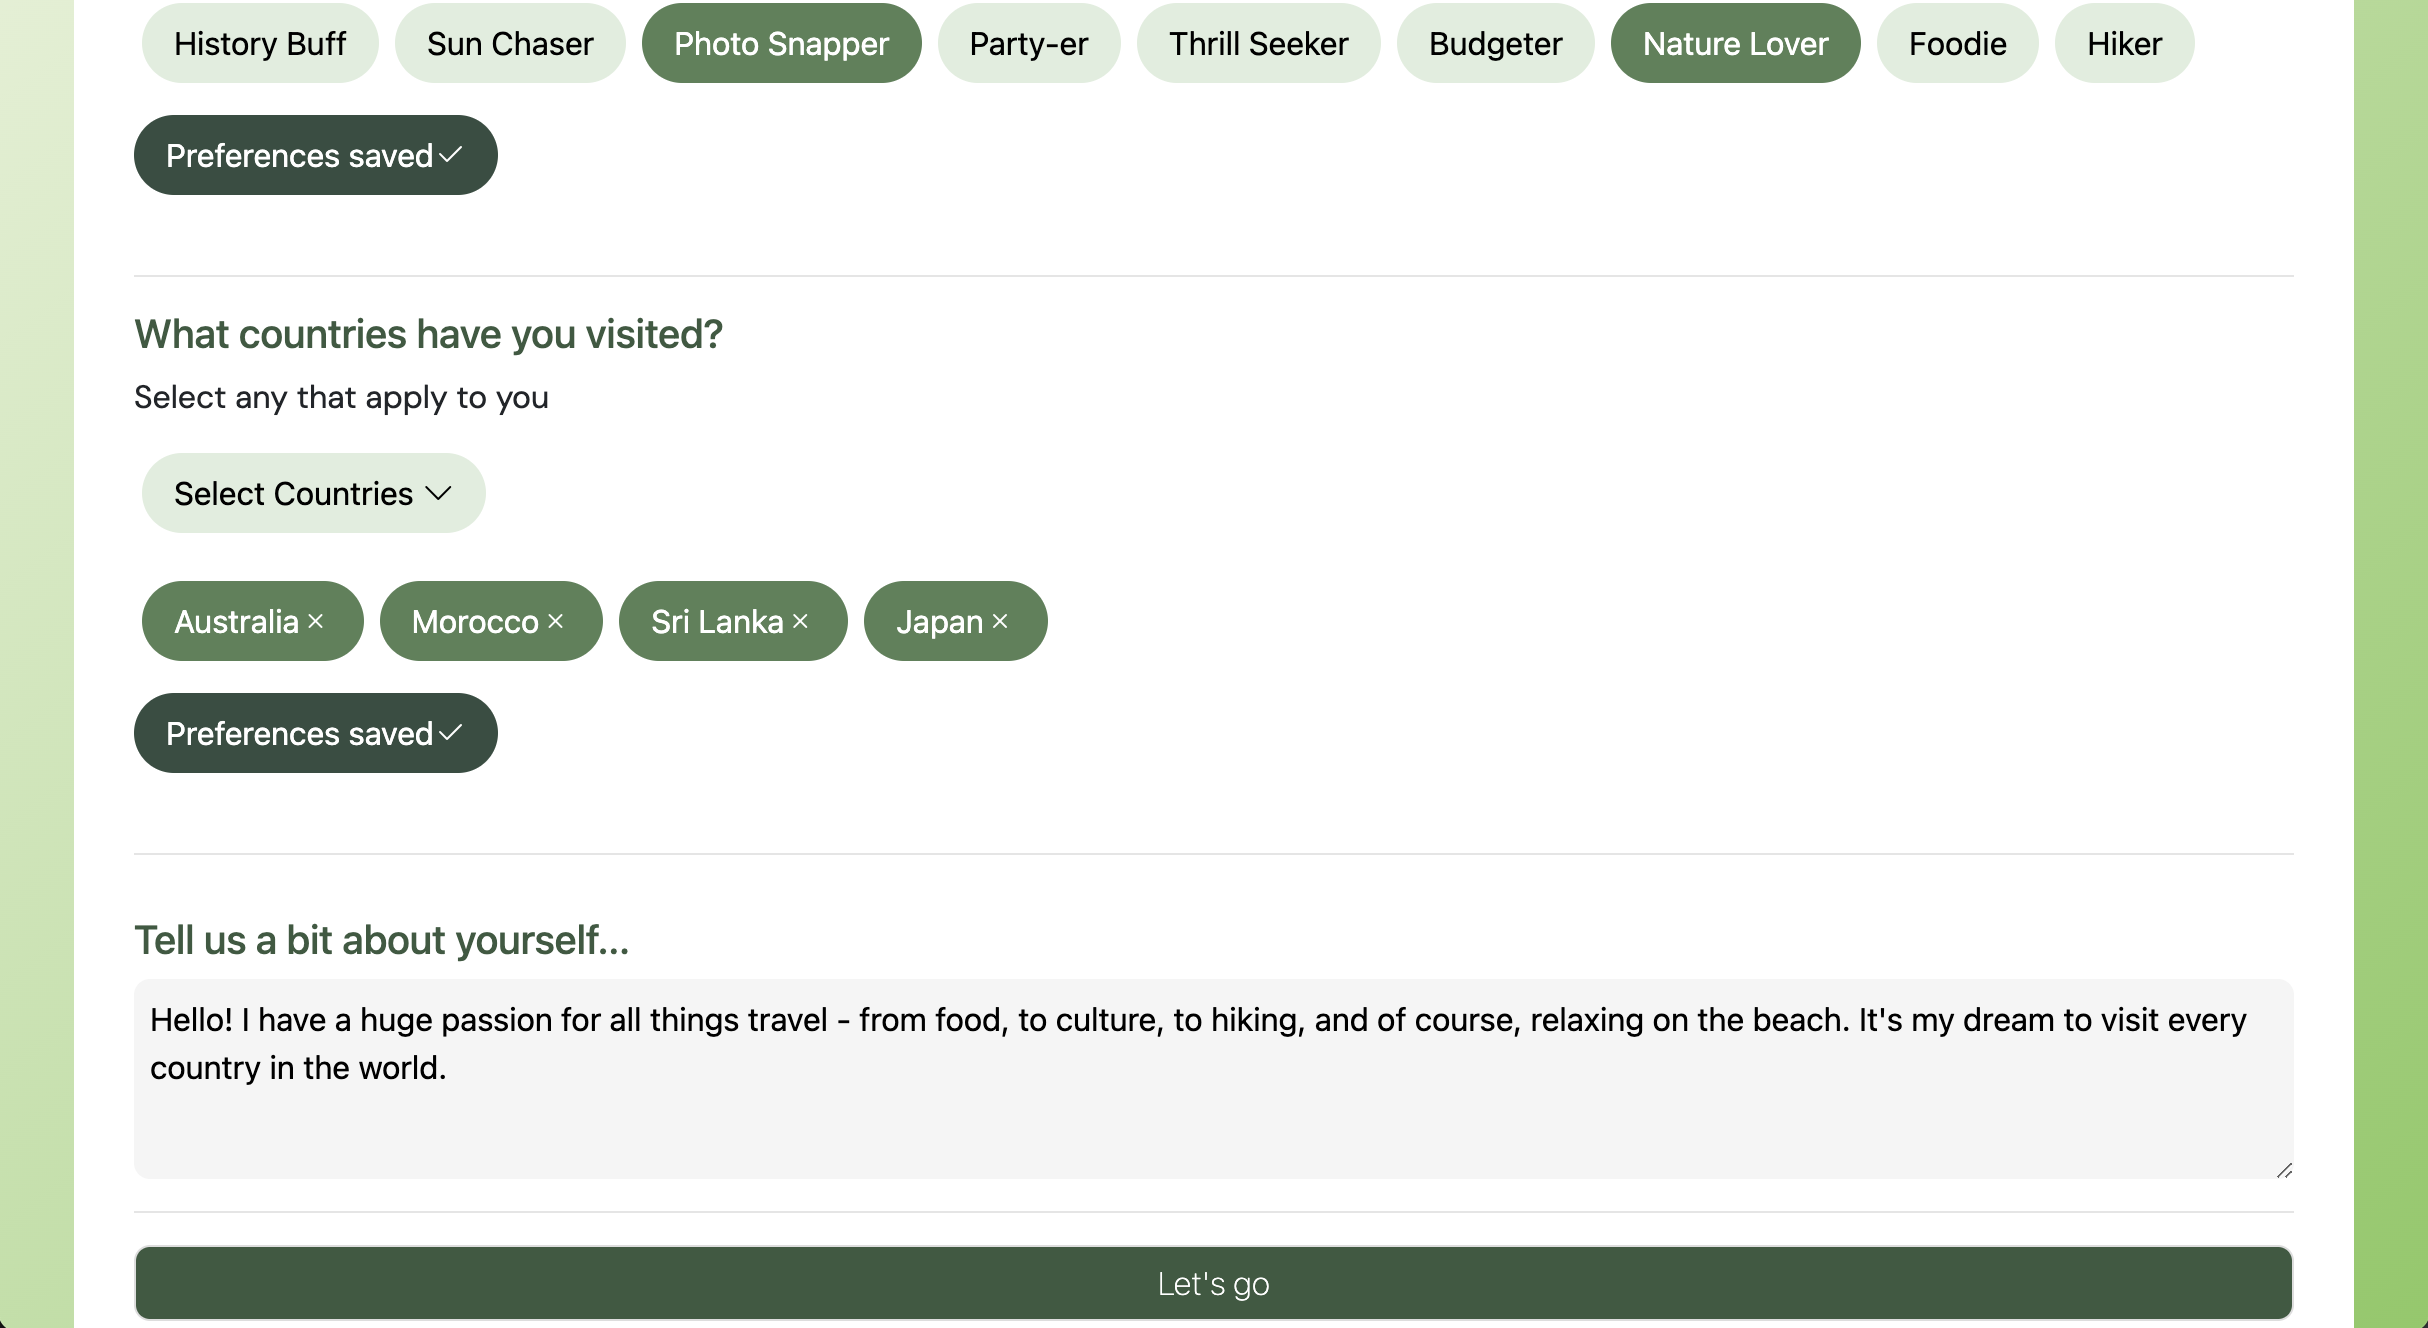 History Buff Sun Chaser Photo Snapper Party-er Thrill Seeker Budgeter Nature Lover Foodie Hiker
Preferences saved
What countries have you visited?
Select any that apply to you
Select Countries
Australia × Morocco × Sri Lanka × Japan ×
Preferences saved
Tell us a bit about yourself...
Hello! I have a huge passion for all things travel - from food, to culture, to hiking, and of course, relaxing on the beach. It's my dream to visit every
country in the world.
Let's go